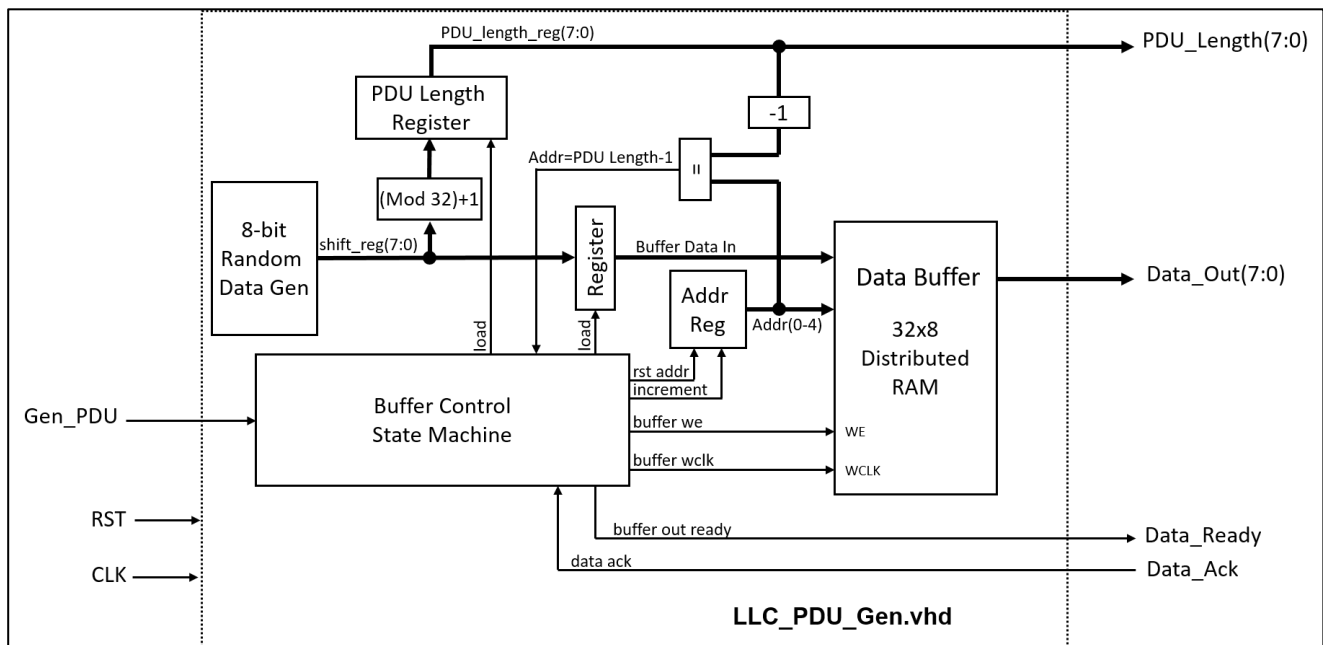 PDU_length_reg(7:0)
PDU_Length(7:0)
PDU Length
Register
-1
Addr=PDU Length-1
=
(Mod 32)+1
8-bit
Random
Data Gen
shift_reg(7:0)
Register
Buffer Data In
Data Buffer
32x8
Distributed
RAM
Data_Out(7:0)
Addr
Reg
Addr(0-4)
load
load
rst addr
increment
Gen_PDU
Buffer Control
State Machine
buffer we
WE
buffer wclk
WCLK
RST
buffer out ready
Data_Ready
data ack
Data_Ack
CLK
LLC_PDU_Gen.vhd